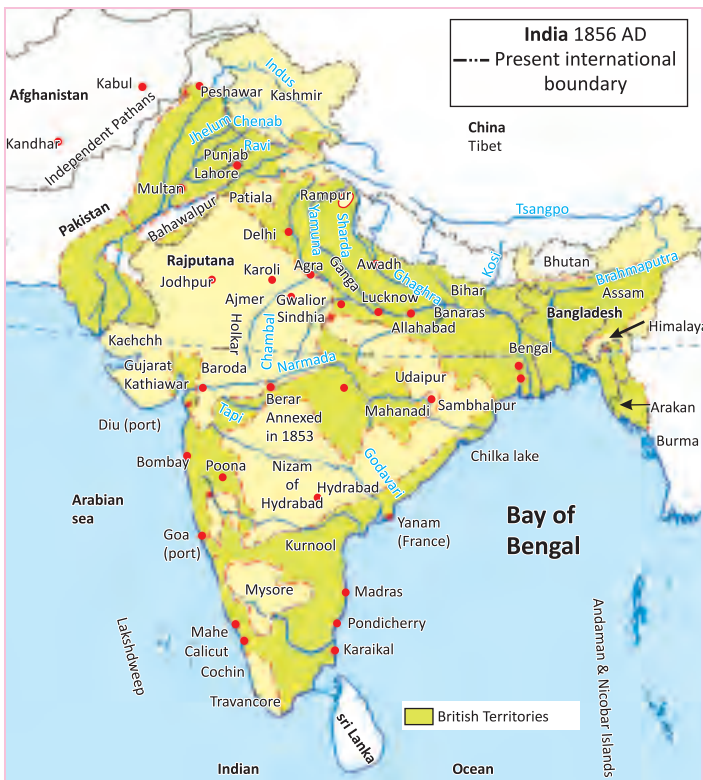 India 1856 AD
Present international
boundary
Indus
Kabul
Peshawar
Kashmir
Afghanistan
Independent Pathans
Jhelum
Chenab
China
Tibet
Kandhar
Ravi
Punjab
Lahore
Multan
Patiala
Rampur
Pakistan
Bahawalpur
Tsangpo
Delhi
Yamuna
Sharda
Rajputana
Karoli
Agra
Ganga
Awadh
Ghaghra
Kosi
Bhutan
Brahmaputra
Jodhpur
Assam
Ajmer
Gwalior
Sindhia
Lucknow
Bihar
Banaras
Allahabad
Bangladesh
Himalaya
Holkar
Chambal
Kachchh
Gujarat
Kathiawar
Baroda
Narmada
Bengal
Udaipur
Tapi
Berar
Annexed
in 1853
Mahanadi
Sambhalpur
Arakan
Diu (port)
Burma
Bombay
Poona
Nizam
of
Hydrabad
Hydrabad
Godavari
Chilka lake
Arabian
sea
Bay of
Bengal
Yanam
(France)
Goa
(port)
Kurnool
Mysore
Madras
Lakshdweep
Mahe
Calicut
Cochin
Pondicherry
Karaikal
Andaman & Nicobar Islands
Travancore
sri Lanka
British Territories
Indian
Ocean